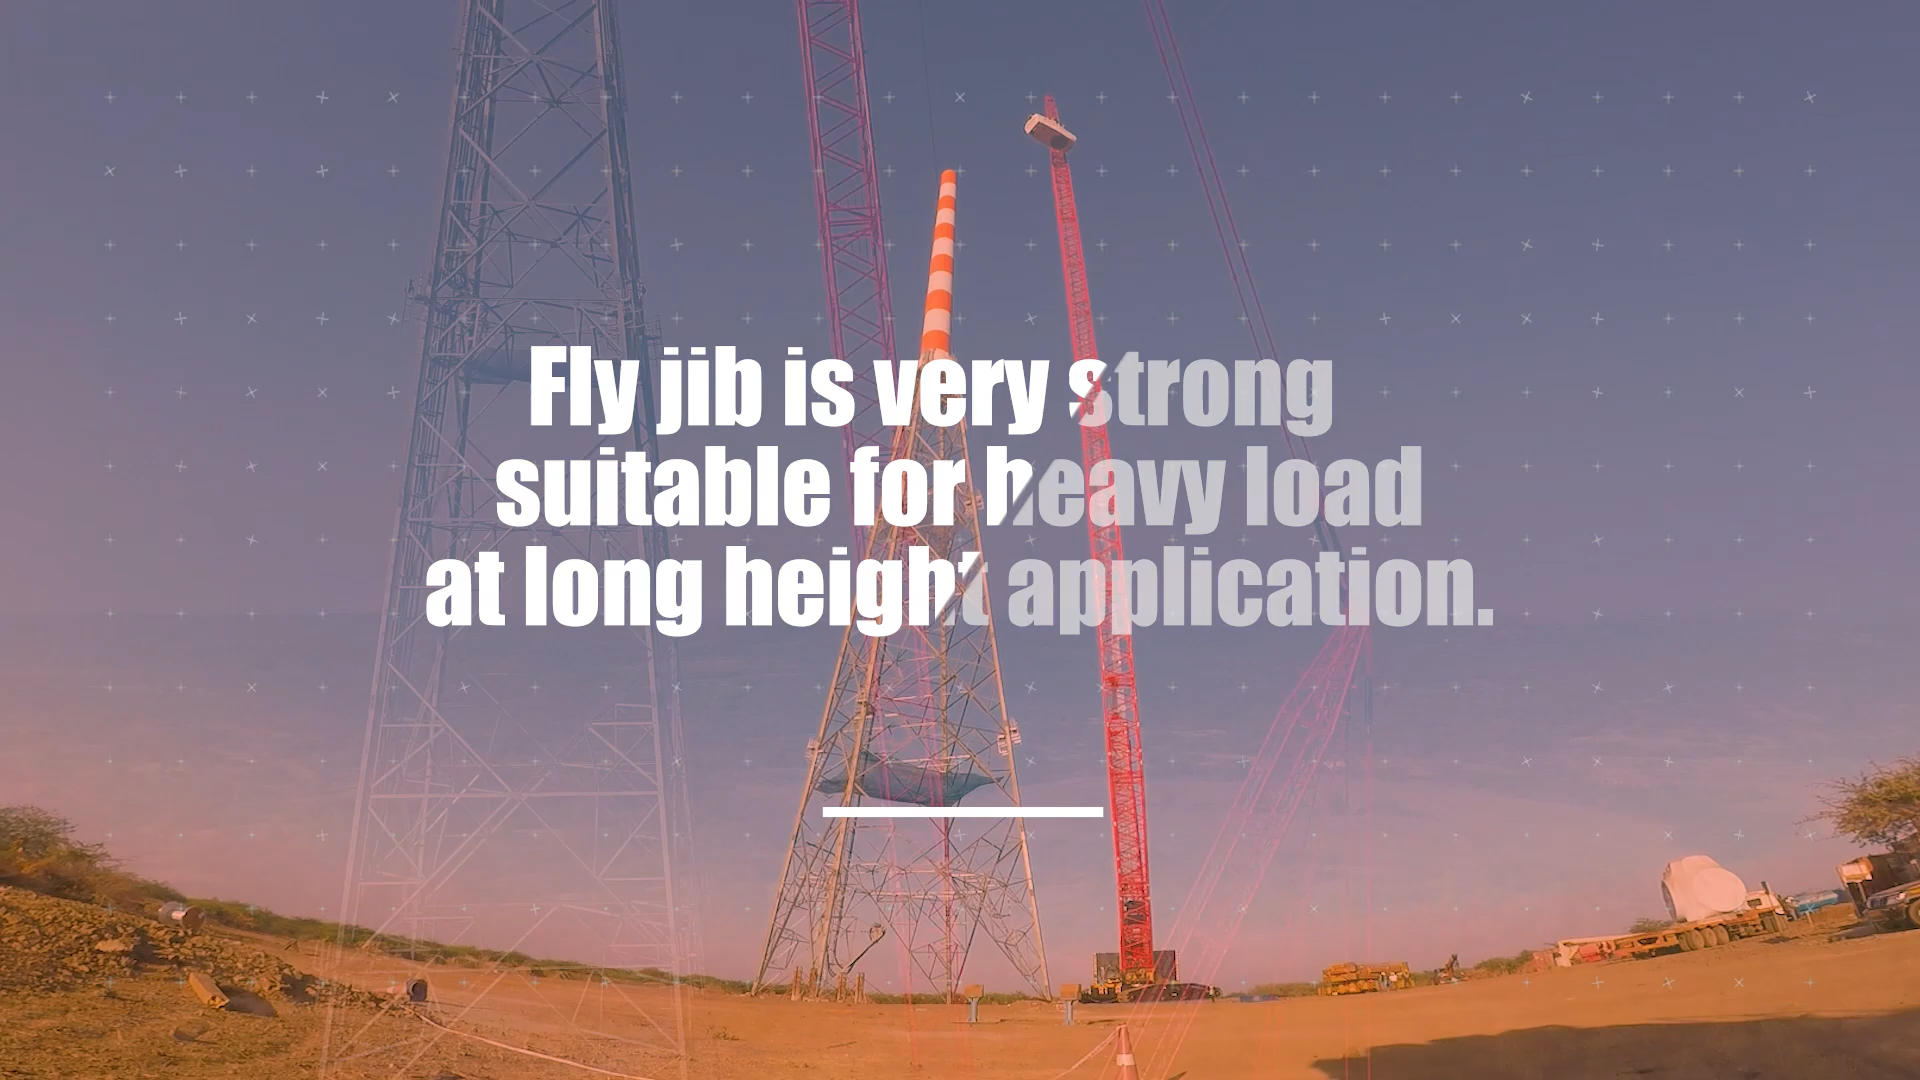 Fly jib is very strong
suitable for heavy load
at long height application.